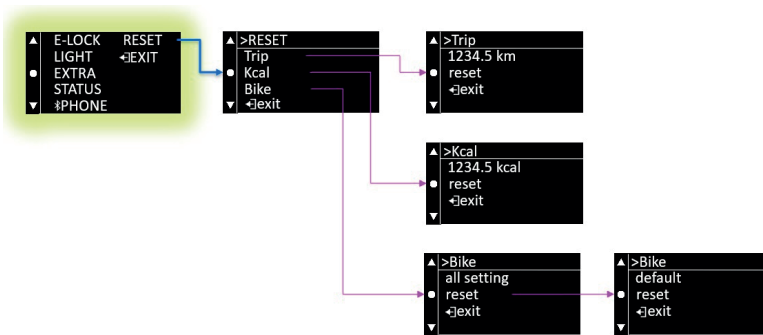 E-LOCK RESET
LIGHT EXIT
EXTRA
STATUS
PHONE
>RESET
Trip
Kcal
Bike
exit
>Trip
1234.5 km
reset
exit
>Kcal
1234.5 kcal
reset
exit
>Bike
all setting
reset
exit
>Bike
default
reset
exit